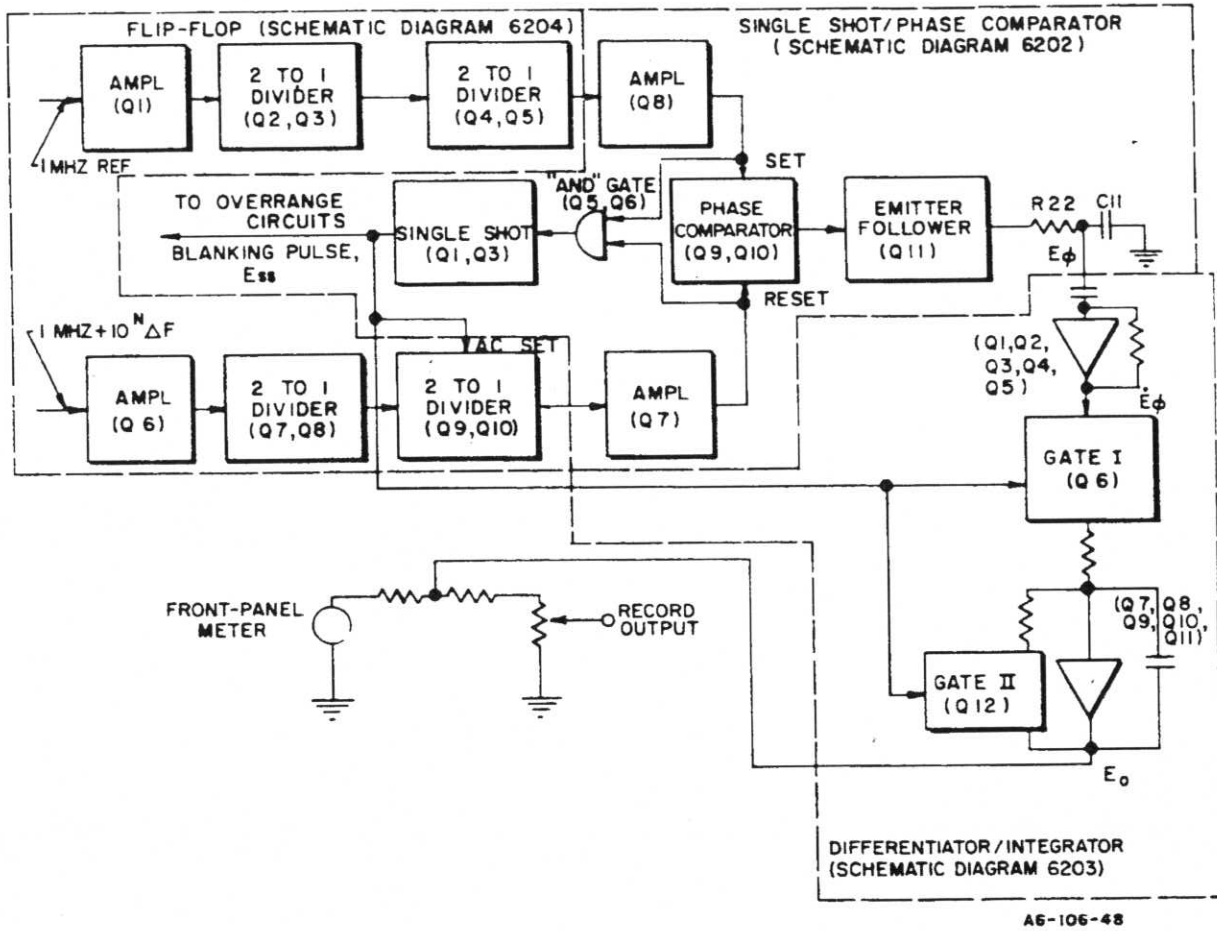 FLIP-FLOP (SCHEMATIC DIAGRAM 6204)
SINGLE SHOT/PHASE COMPARATOR
(SCHEMATIC DIAGRAM 6202)
AMPL
(Q1)
2 TO 1
DIVIDER
(Q2,Q3)
2 TO 1
DIVIDER
(Q4,Q5)
AMPL
(Q8)
1 MHZ REF
SET
"AND" GATE
(Q5,Q6)
TO OVERRANGE
CIRCUITS
BLANKING PULSE,
Ess
SINGLE SHOT
(Q1,Q3)
PHASE
COMPARATOR
(Q9,Q10)
EMITTER
FOLLOWER
(Q11)
R22
C11
Eϕ
RESET
1 MHZ+10ᴺ ΔF
AC SET
AMPL
(Q6)
2 TO 1
DIVIDER
(Q7,Q8)
2 TO 1
DIVIDER
(Q9,Q10)
AMPL
(Q7)
(Q1,Q2,
Q3,Q4,
Q5)
Ėϕ
GATE I
(Q6)
FRONT-PANEL
METER
RECORD
OUTPUT
(Q7, Q8,
Q9, Q10,
Q11)
GATE II
(Q12)
Eo
DIFFERENTIATOR/INTEGRATOR
(SCHEMATIC DIAGRAM 6203)
A6-106-48